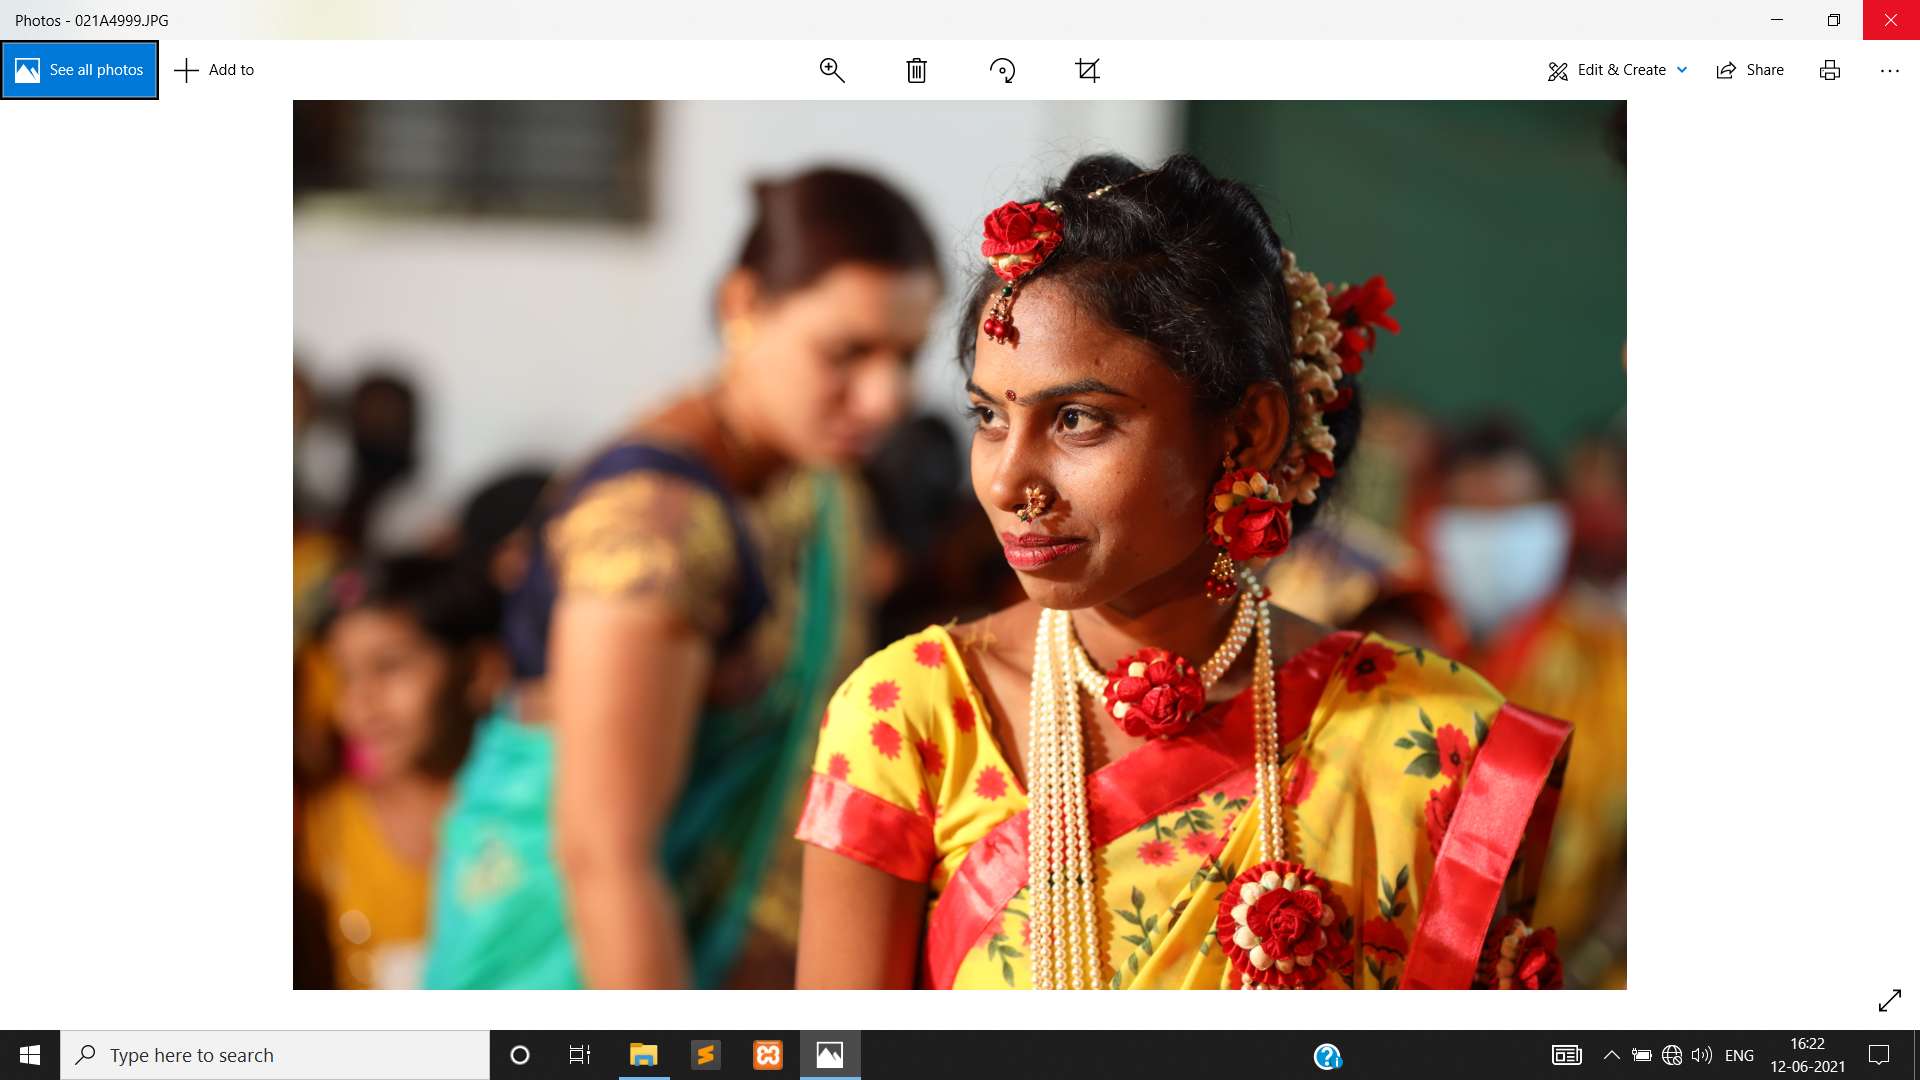 Photos - 021A4999.JPG
See all photos
Add to
Edit & Create
Share
Type here to search
ENG
16:22
12-06-2021